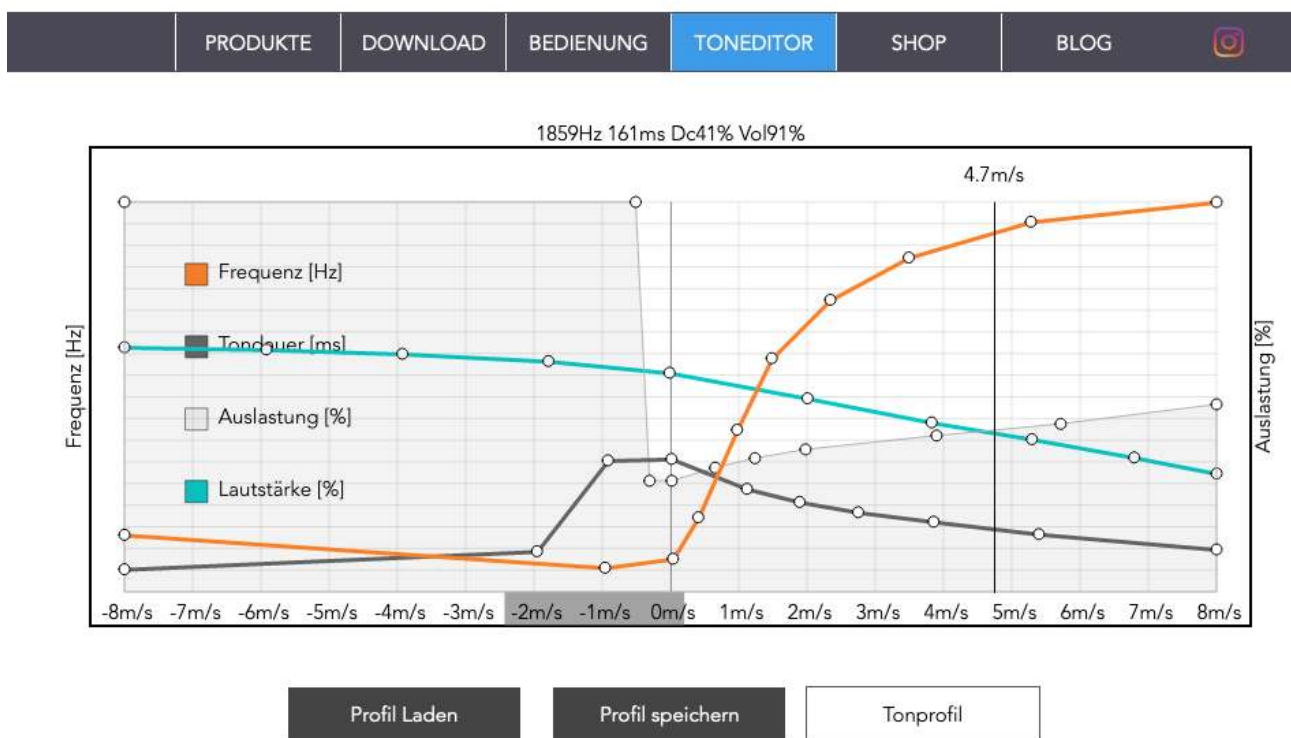 PRODUKTE DOWNLOAD BEDIENUNG TONEDITOR SHOP BLOG
1859Hz 161ms Dc41% Vol91%
4.7m/s
Frequenz [Hz]
Tondauer [ms]
Auslastung [%]
Lautstärke [%]
Frequenz [Hz]
Auslastung [%]
-8m/s -7m/s -6m/s -5m/s -4m/s -3m/s -2m/s -1m/s 0m/s 1m/s 2m/s 3m/s 4m/s 5m/s 6m/s 7m/s 8m/s
Profil Laden Profil speichern Tonprofil